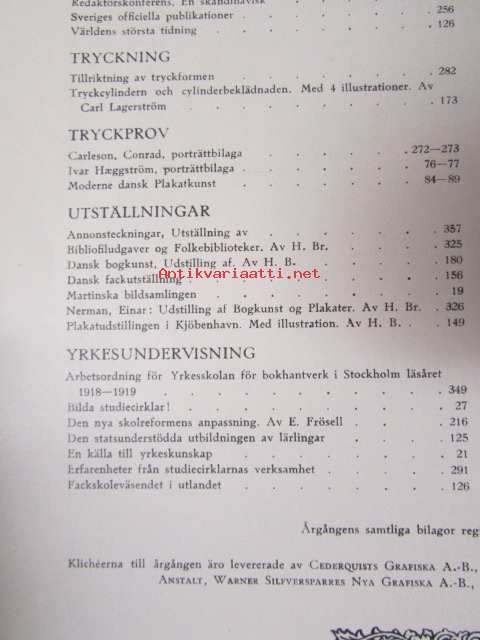 Redaktörskonferens, En skandinavisk
Sveriges officiella publikationer . . . . . . 256
Världens största tidning . . . . . . 126
TRYCKNING
Tillriktning av tryckformen . . . . . . 282
Tryckcylindern och cylinderbeklädnaden. Med 4 illustrationer. Av
Carl Lagerström . . . . . . 173
TRYCKPROV
Carleson, Conrad, porträttbilaga . . . . . 272—273
Ivar Hæggström, porträttbilaga . . . . . . 76—77
Moderne dansk Plakatkunst . . . . . . 84—89
UTSTÄLLNINGAR
Annonsteckningar, Utställning av . . . . . . 357
Bibliofiludgaver og Folkebiblioteker. Av H. Br. . . . . 325
Dansk bogkunst, Udstilling af. Av H. B. . . . . . 180
Dansk fackutställning . . . . . . 156
Antikvariaatti.net
Martinska bildsamlingen . . . . . . 19
Nerman, Einar: Udstilling af Bogkunst og Plakater. Av H. Br. . 326
Plakatudstillingen i Kjöbenhavn. Med illustration. Av H. B. . . 149
YRKESUNDERVISNING
Arbetsordning för Yrkesskolan för bokhantverk i Stockholm läsåret
1918—1919 . . . . . . 349
Bilda studiecirklar! . . . . . . 27
Den nya skolreformens anpassning. Av E. Frösell . . . . 216
Den statsunderstödda utbildningen av lärlingar . . . . 125
En källa till yrkeskunskap . . . . . . 21
Erfarenheter från studiecirklarnas verksamhet . . . . 291
Fackskoleväsendet i utlandet . . . . . . 126
Årgångens samtliga bilagor reg
Klichéerna till årgången äro levererade av Cederquists Grafiska A.-B.,
Anstalt, Warner Silfversparres Nya Grafiska A.-B.,